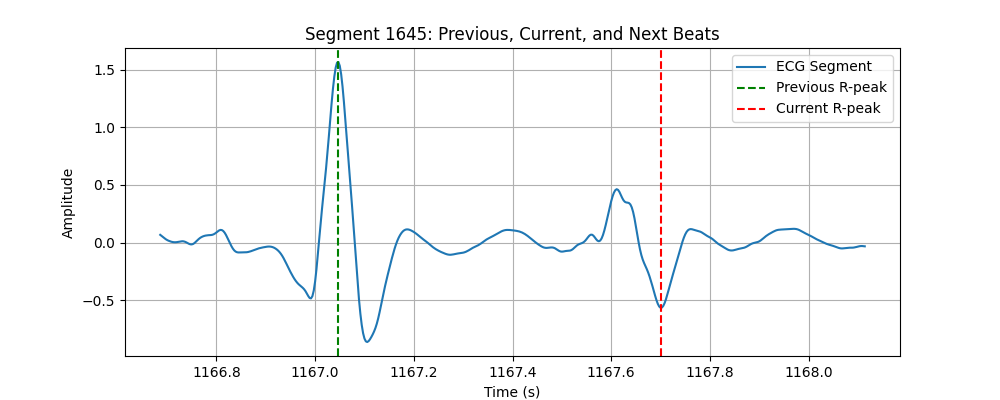 Segment 1645: Previous, Current, and Next Beats
ECG Segment
Previous R-peak
Current R-peak
1.5
1.0
0.5
0.0
−0.5
Amplitude
1166.8 1167.0 1167.2 1167.4 1167.6 1167.8 1168.0
Time (s)